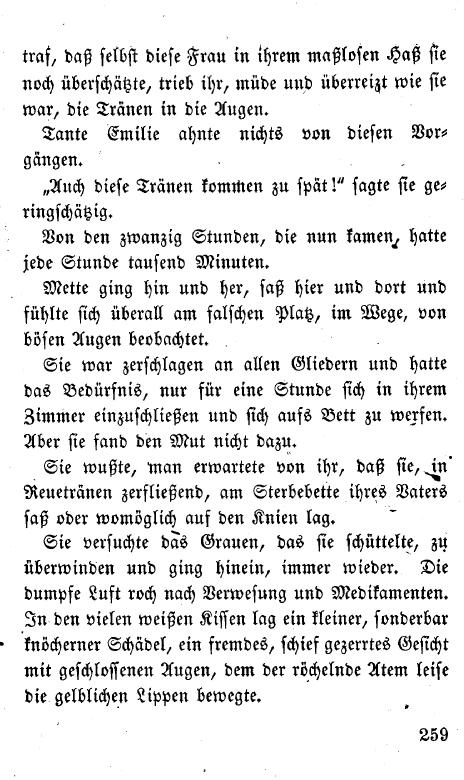 traf, daß selbst diese Frau in ihrem maßlosen Haß sie
noch überschätzte, trieb ihr, müde und überreizt wie sie
war, die Tränen in die Augen.
Tante Emilie ahnte nichts von diesen Vor-
gängen.
„Auch diese Tränen kommen zu spät!“ sagte sie ge-
ringschätzig.
Von den zwanzig Stunden, die nun kamen, hatte
jede Stunde tausend Minuten.
Mette ging hin und her, saß hier und dort und
fühlte sich überall am falschen Platz, im Wege, von
bösen Augen beobachtet.
Sie war zerschlagen an allen Gliedern und hatte
das Bedürfnis, nur für eine Stunde sich in ihrem
Zimmer einzuschließen und sich aufs Bett zu werfen.
Aber sie fand den Mut nicht dazu.
Sie wußte, man erwartete von ihr, daß sie, in
Reuetränen zerfließend, am Sterbebette ihres Vaters
saß oder womöglich auf den Knien lag.
Sie versuchte das Grauen, das sie schüttelte, zu
überwinden und ging hinein, immer wieder. Die
dumpfe Luft roch nach Verwesung und Medikamenten.
In den vielen weißen Kissen lag ein kleiner, sonderbar
knöcherner Schädel, ein fremdes, schief gezerrtes Gesicht
mit geschlossenen Augen, dem der röchelnde Atem leise
die gelblichen Lippen bewegte.
259